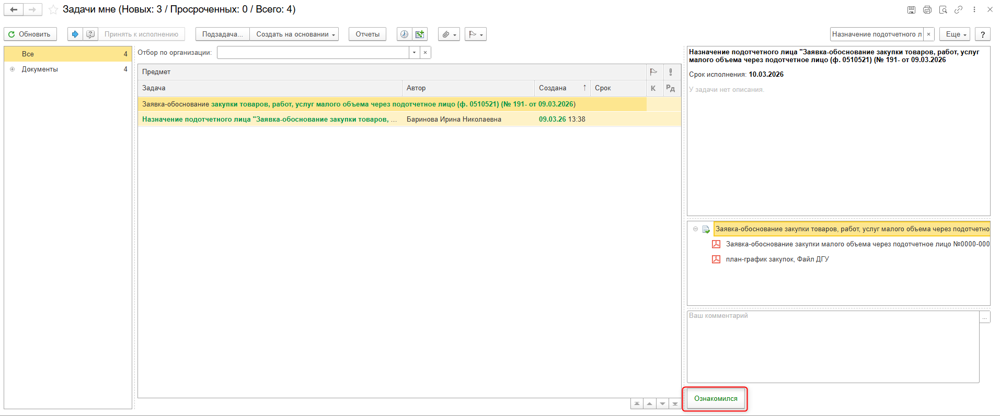 Задачи мне (Новых: 3 / Просроченных: 0 / Всего: 4)
Обновить
Принять к исполнению
Подзадача...
Создать на основании
Отчеты
Назначение подотчетного л
×
Еще
?
Все 4
Документы 4
Отбор по организации:
×
Предмет
Задача Автор Создана ↑ Срок К Рд
Заявка-обоснование закупки товаров, работ, услуг малого объема через подотчетное лицо (ф. 0510521) (№ 191- от 09.03.2026)
Назначение подотчетного лица "Заявка-обоснование закупки товаров, ... Баринова Ирина Николаевна 09.03.26 13:38
Назначение подотчетного лица "Заявка-обоснование закупки товаров, работ, услуг
малого объема через подотчетное лицо (ф. 0510521) (№ 191- от 09.03.2026
Срок исполнения: 10.03.2026
У задачи нет описания.
Заявка-обоснование закупки товаров, работ, услуг малого объема через подотчетно
Заявка-обоснование закупки малого объема через подотчетное лицо №0000-000
план-график закупок, Файл ДГУ
Ваш комментарий
...
Ознакомился